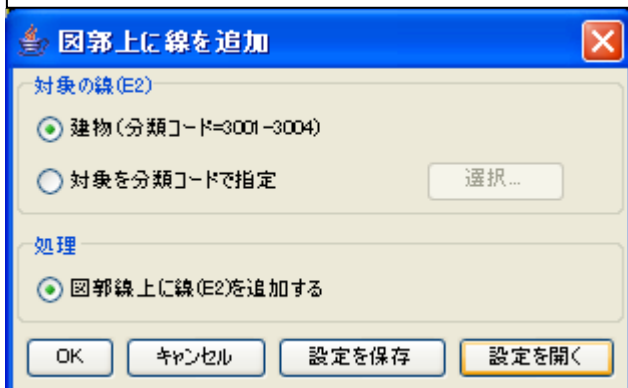 図郭上に線を追加
対象の線(E2)
建物(分類コード=3001-3004)
対象を分類コードで指定
選択...
処理
図郭線上に線(E2)を追加する
OK キャンセル 設定を保存 設定を開く